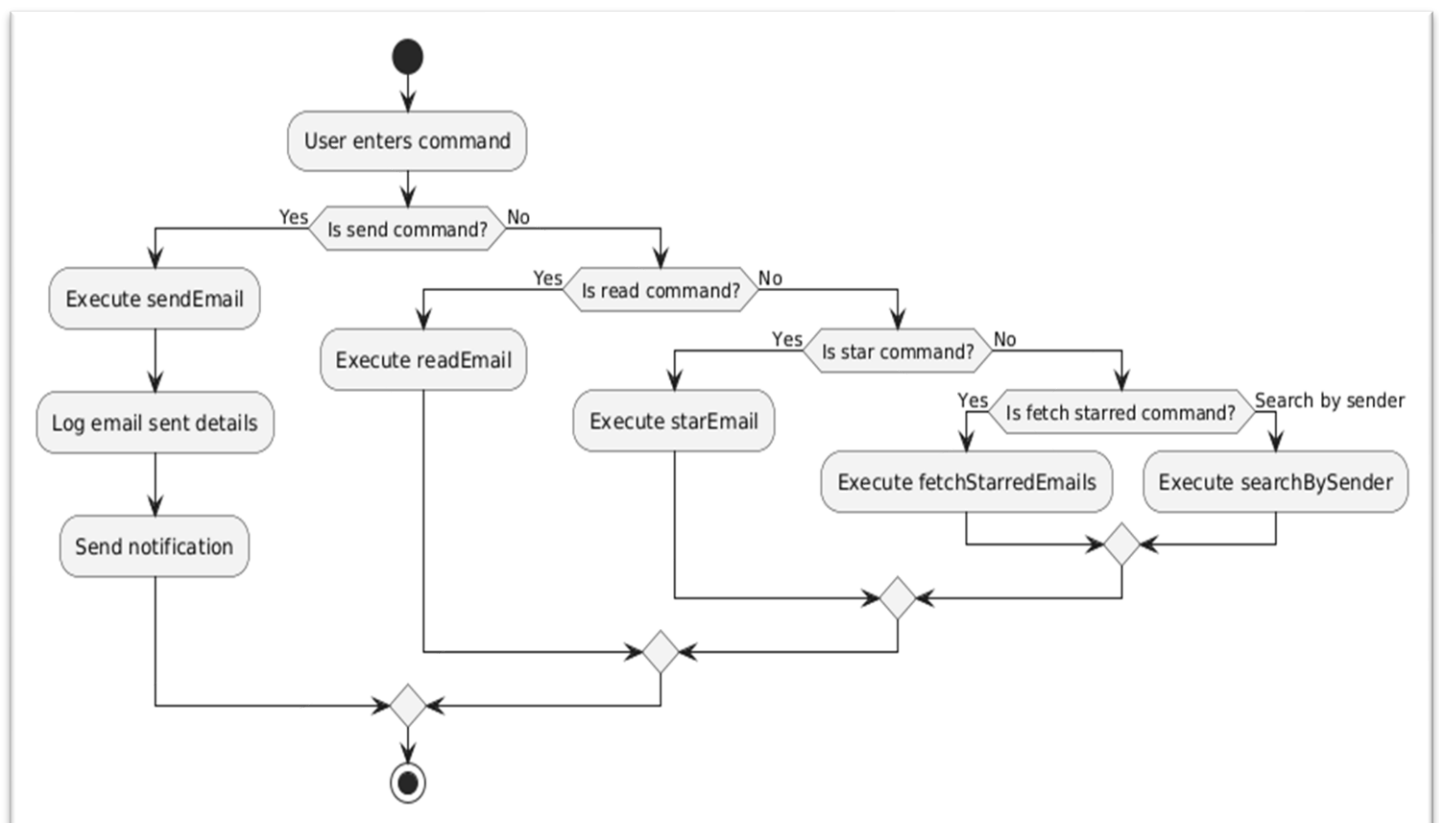 User enters command
Yes
Is send command?
No
Execute sendEmail
Yes
Is read command?
No
Execute readEmail
Yes
Is star command?
No
Log email sent details
Execute starEmail
Yes
Is fetch starred command?
Search by sender
Execute fetchStarredEmails
Execute searchBySender
Send notification